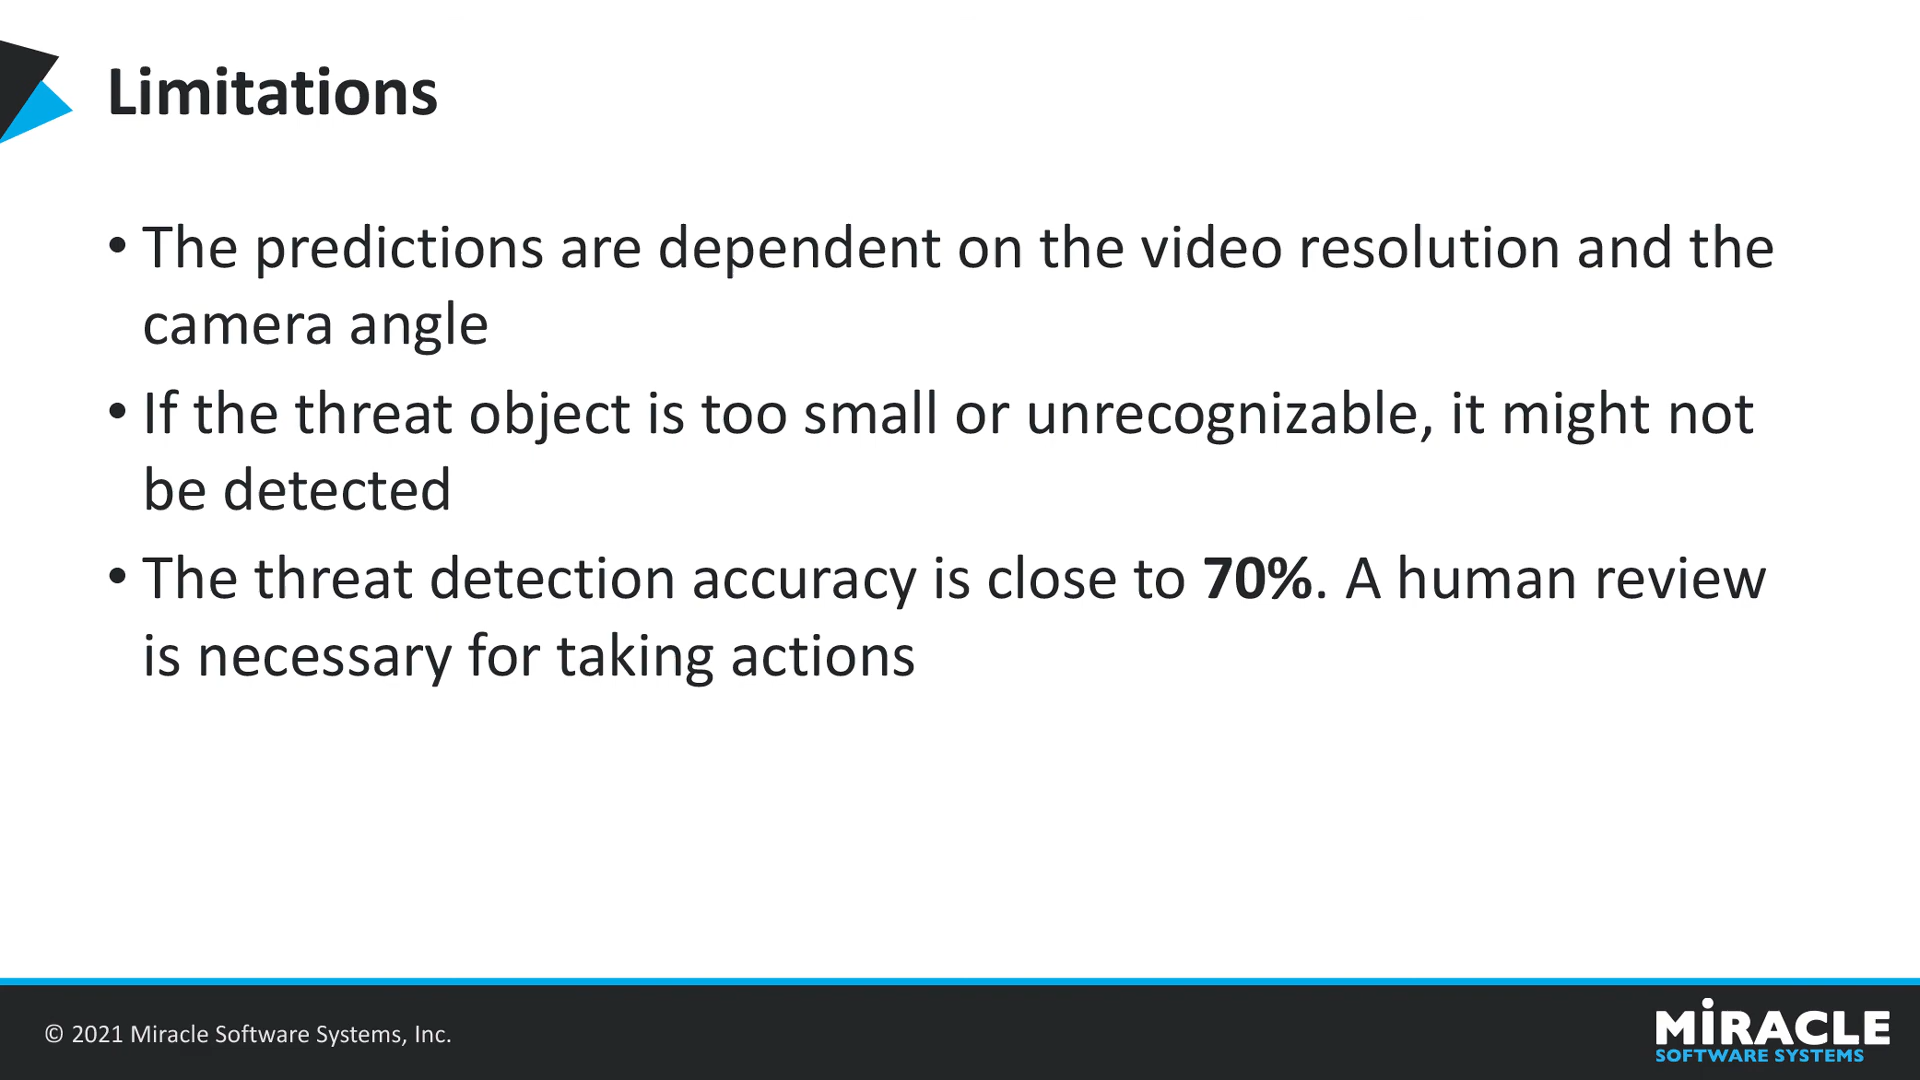 Limitations
• The predictions are dependent on the video resolution and the
camera angle
• If the threat object is too small or unrecognizable, it might not
be detected
• The threat detection accuracy is close to 70%. A human review
is necessary for taking actions
© 2021 Miracle Software Systems, Inc.
MiRACLE
SOFTWARE SYSTEMS